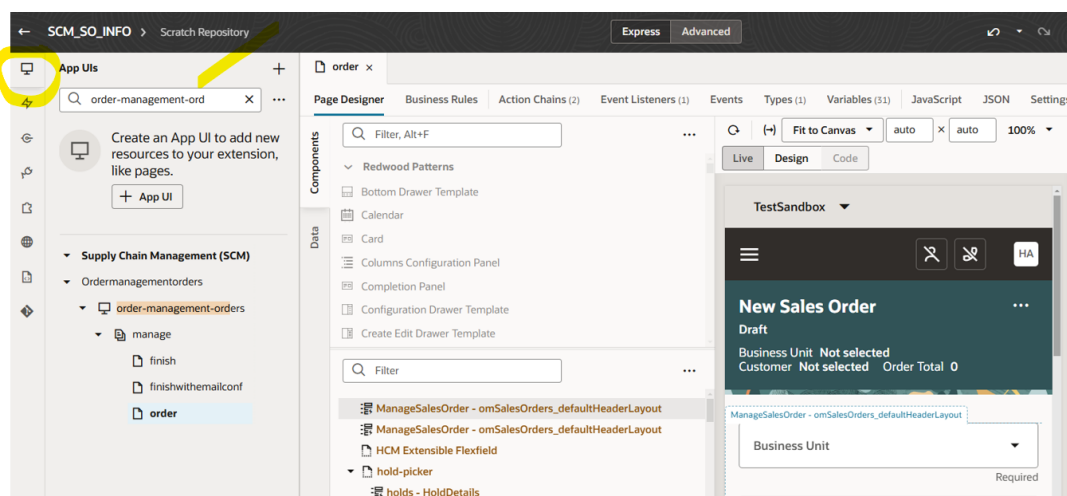 SCM_SO_INFO > Scratch Repository
Express Advanced
App UIs
order-management-ord
Create an App UI to add new
resources to your extension,
like pages.
+ App UI
Supply Chain Management (SCM)
Ordermanagementorders
order-management-orders
manage
finish
finishwithemailconf
order
order ×
Page Designer Business Rules Action Chains (2) Event Listeners (1) Events Types (1) Variables (31) JavaScript JSON Settings
Components
Data
Filter, Alt+F
Redwood Patterns
Bottom Drawer Template
Calendar
Card
Columns Configuration Panel
Completion Panel
Configuration Drawer Template
Create Edit Drawer Template
Filter
ManageSalesOrder - omSalesOrders_defaultHeaderLayout
ManageSalesOrder - omSalesOrders_defaultHeaderLayout
HCM Extensible Flexfield
hold-picker
holds - HoldDetails
Fit to Canvas auto × auto 100%
Live Design Code
TestSandbox
HA
New Sales Order
Draft
Business Unit Not selected
Customer Not selected Order Total 0
ManageSalesOrder - omSalesOrders_defaultHeaderLayout
Business Unit
Required